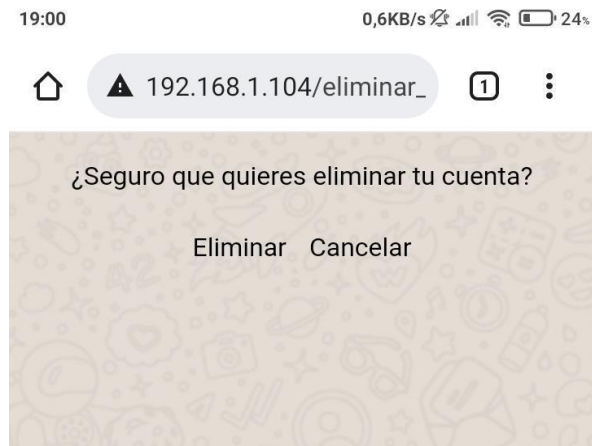 19:00 0,6KB/s 24%
192.168.1.104/eliminar_ 1
¿Seguro que quieres eliminar tu cuenta?
Eliminar Cancelar